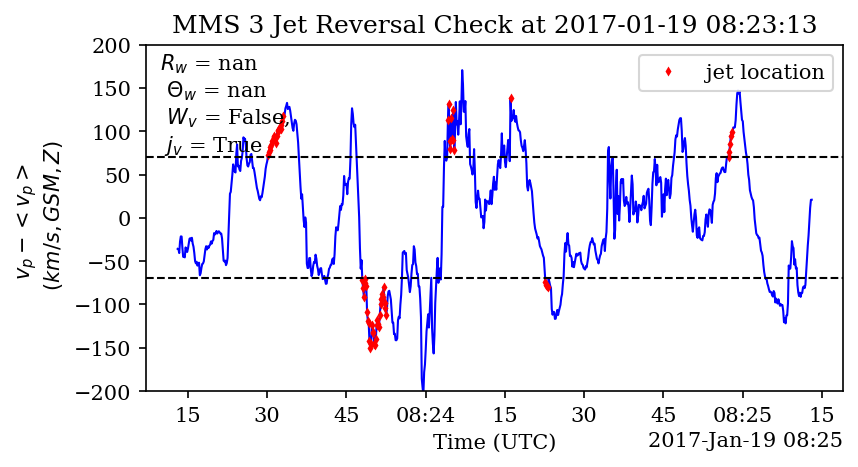 MMS 3 Jet Reversal Check at 2017-01-19 08:23:13
200
150
100
50
0
−50
−100
−150
−200
v_p − < v_p >
(km/s, GSM, Z)
R_w = nan
Θ_w = nan
W_v = False,
j_v = True
jet location
15 30 45 08:24 15 30 45 08:25 15
Time (UTC)
2017-Jan-19 08:25